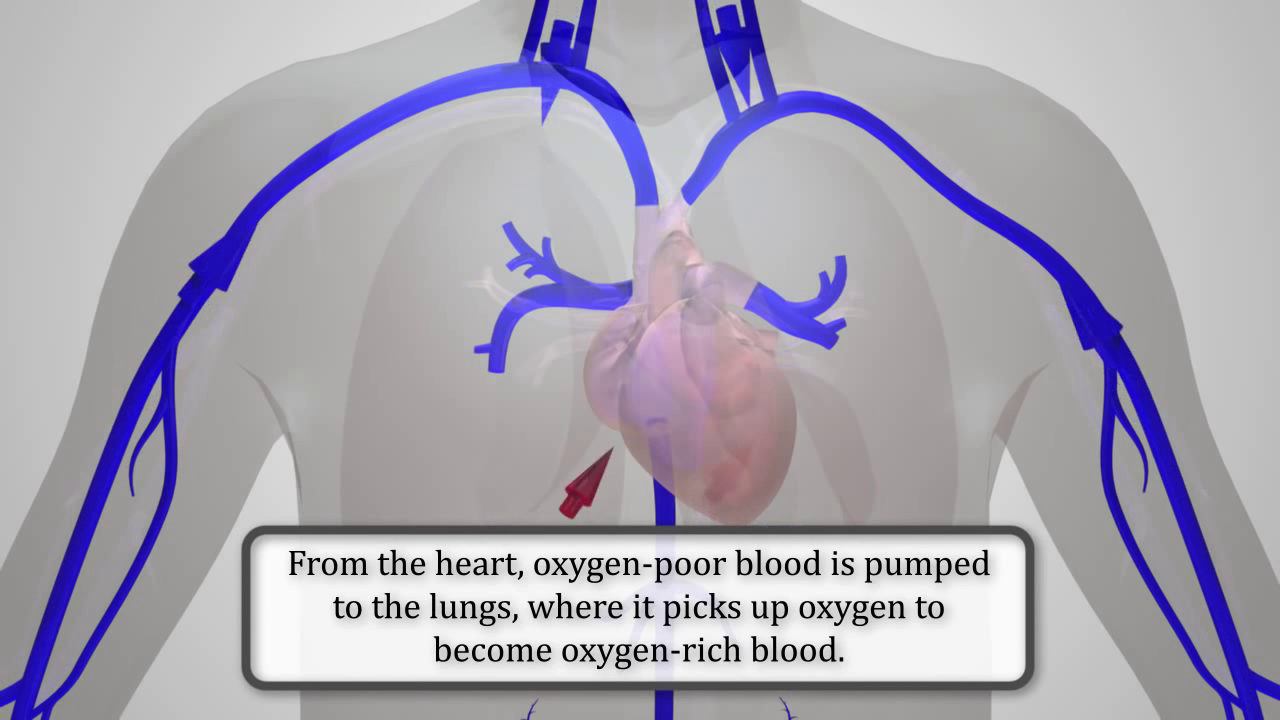 From the heart, oxygen-poor blood is pumped
to the lungs, where it picks up oxygen to
become oxygen-rich blood.